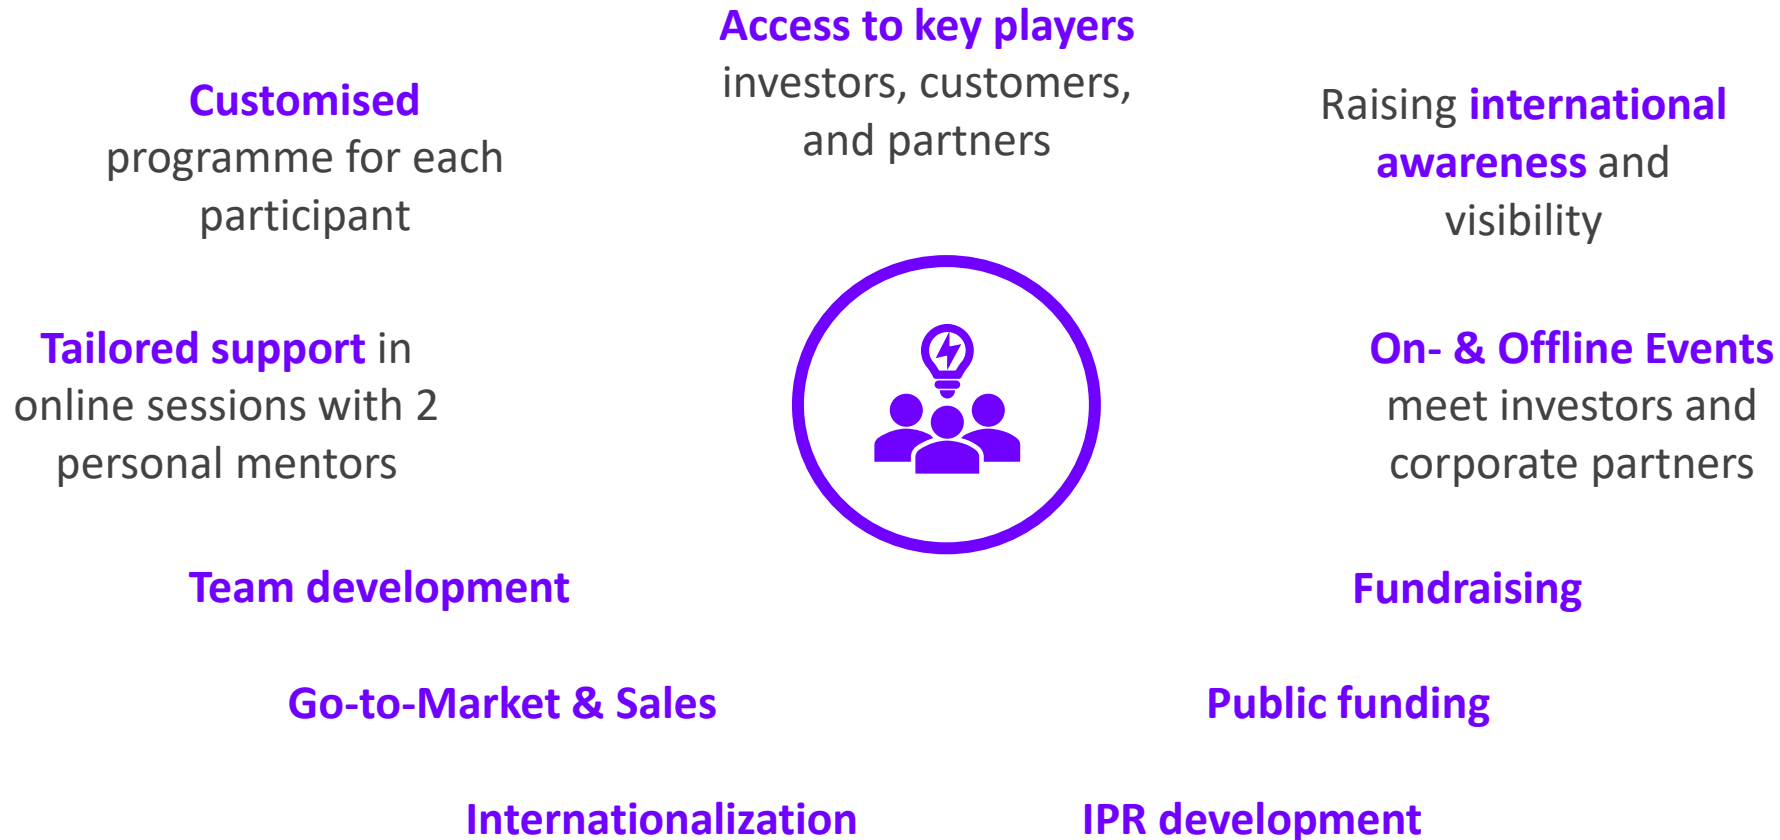 Access to key players
investors, customers,
and partners
Customised
programme for each
participant
Raising international
awareness and
visibility
Tailored support in
online sessions with 2
personal mentors
On- & Offline Events
meet investors and
corporate partners
Team development
Fundraising
Go-to-Market & Sales
Public funding
Internationalization
IPR development